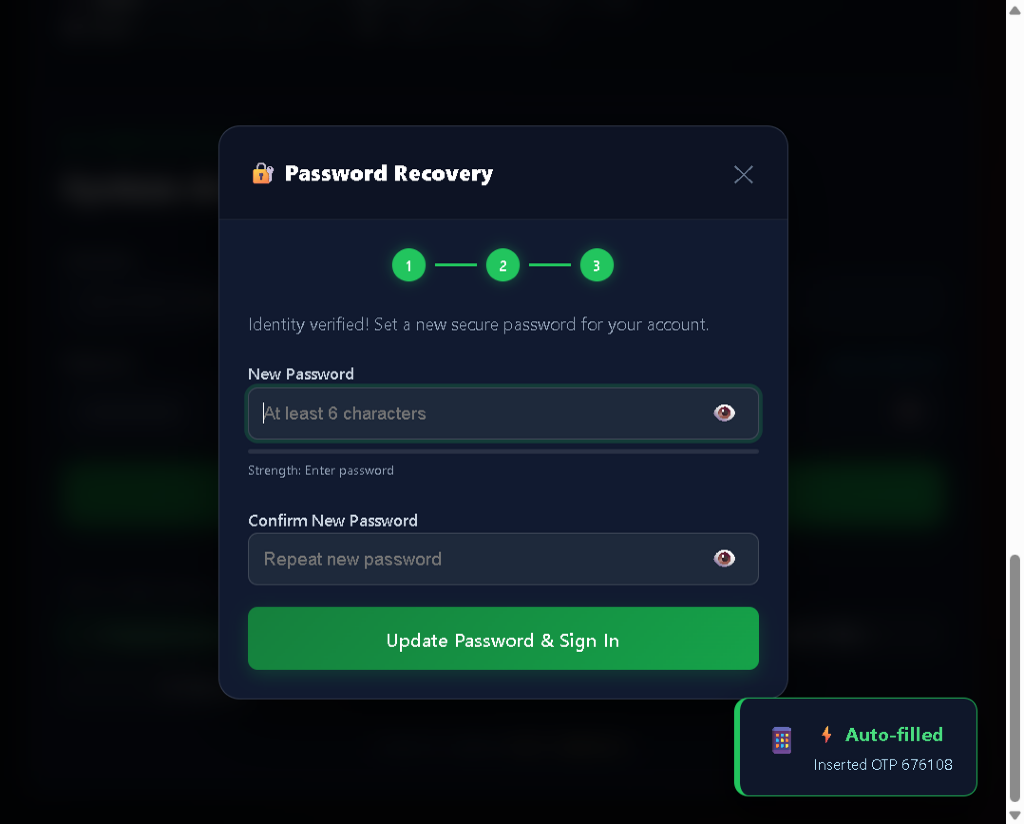 Password Recovery
1 2 3
Identity verified! Set a new secure password for your account.
New Password
At least 6 characters
Strength: Enter password
Confirm New Password
Repeat new password
Update Password & Sign In
Auto-filled
Inserted OTP 676108